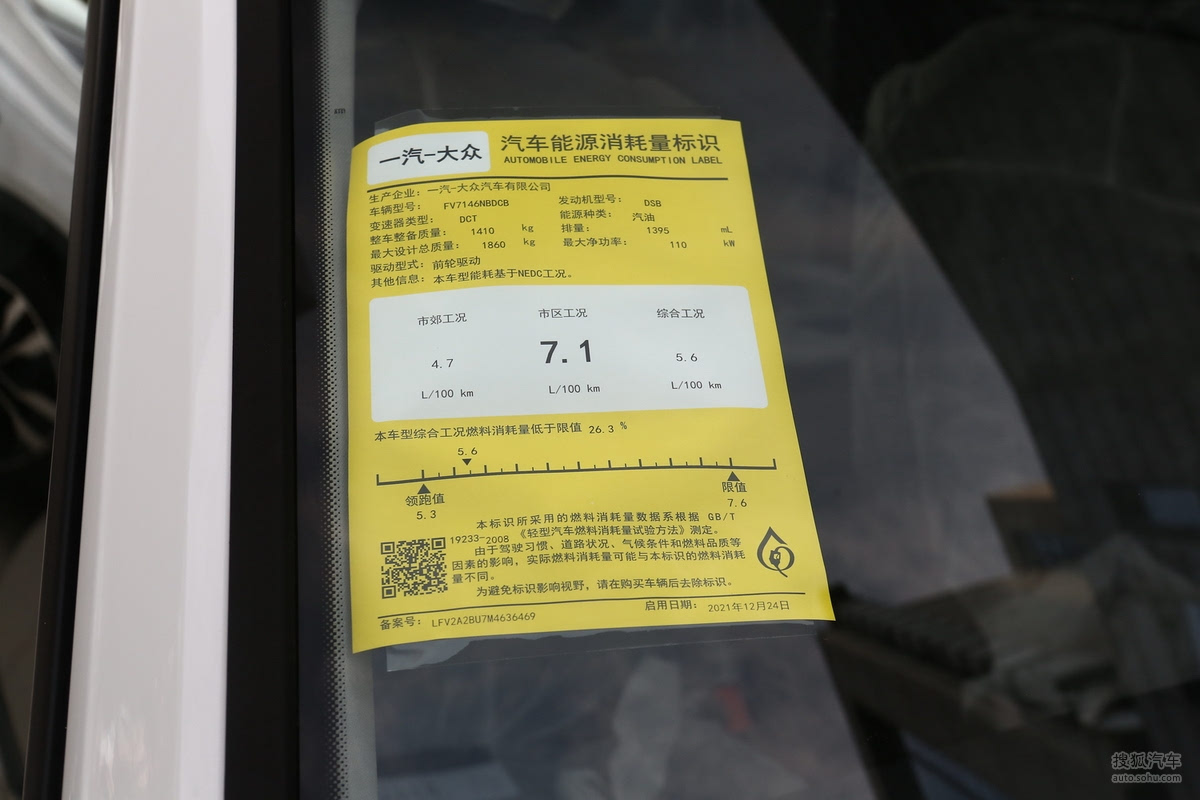 一汽-大众
汽车能源消耗量标识
AUTOMOBILE ENERGY CONSUMPTION LABEL
生产企业：一汽-大众汽车有限公司
车辆型号： FV7146NBDCB 发动机型号： DSB
变速器类型： DCT 能源种类： 汽油
整车整备质量： 1410 kg 排量： 1395 mL
最大设计总质量： 1860 kg 最大净功率： 110 kW
驱动型式：前轮驱动
其他信息：本车型能耗基于NEDC工况。
市郊工况 市区工况 综合工况
4.7 7.1 5.6
L/100 km L/100 km L/100 km
本车型综合工况燃料消耗量低于限值 26.3 %
5.6
领跑值 限值
5.3 7.6
本标识所采用的燃料消耗量数据系根据 GB/T
19233-2008《轻型汽车燃料消耗量试验方法》测定。
由于驾驶习惯、道路状况、气候条件和燃料品质等
因素的影响，实际燃料消耗量可能与本标识的燃料消耗
量不同。
为避免标识影响视野，请在购买车辆后去除标识。
备案号： LFV2A2BU7M4636469 启用日期： 2021年12月24日
搜狐汽车
auto.sohu.com